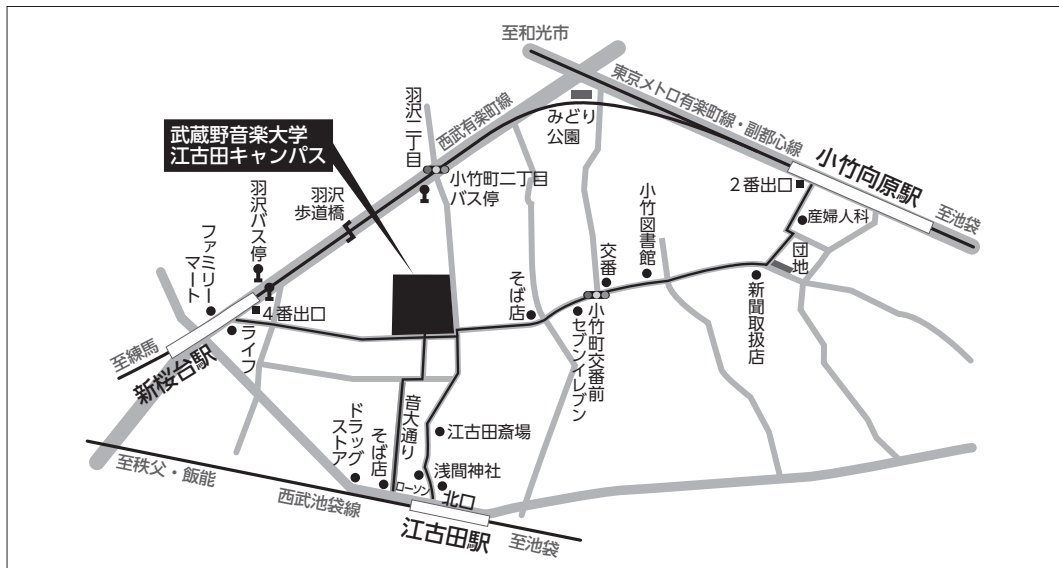 至和光市
東京メトロ有楽町線・副都心線
西武有楽町線
羽沢二丁目
みどり
公園
武蔵野音楽大学
江古田キャンパス
小竹向原駅
2番出口
小竹町二丁目
バス停
羽沢
歩道橋
羽沢バス停
産婦人科
至池袋
小竹図書館
団地
交番
ファミリー
マート
4番出口
そば店
小竹町交番前
セブンイレブン
新聞取扱店
ライフ
至練馬
新桜台駅
音大通り
ドラッグ
ストア
そば店
江古田斎場
浅間神社
ローソン
北口
至秩父・飯能
西武池袋線
江古田駅
至池袋